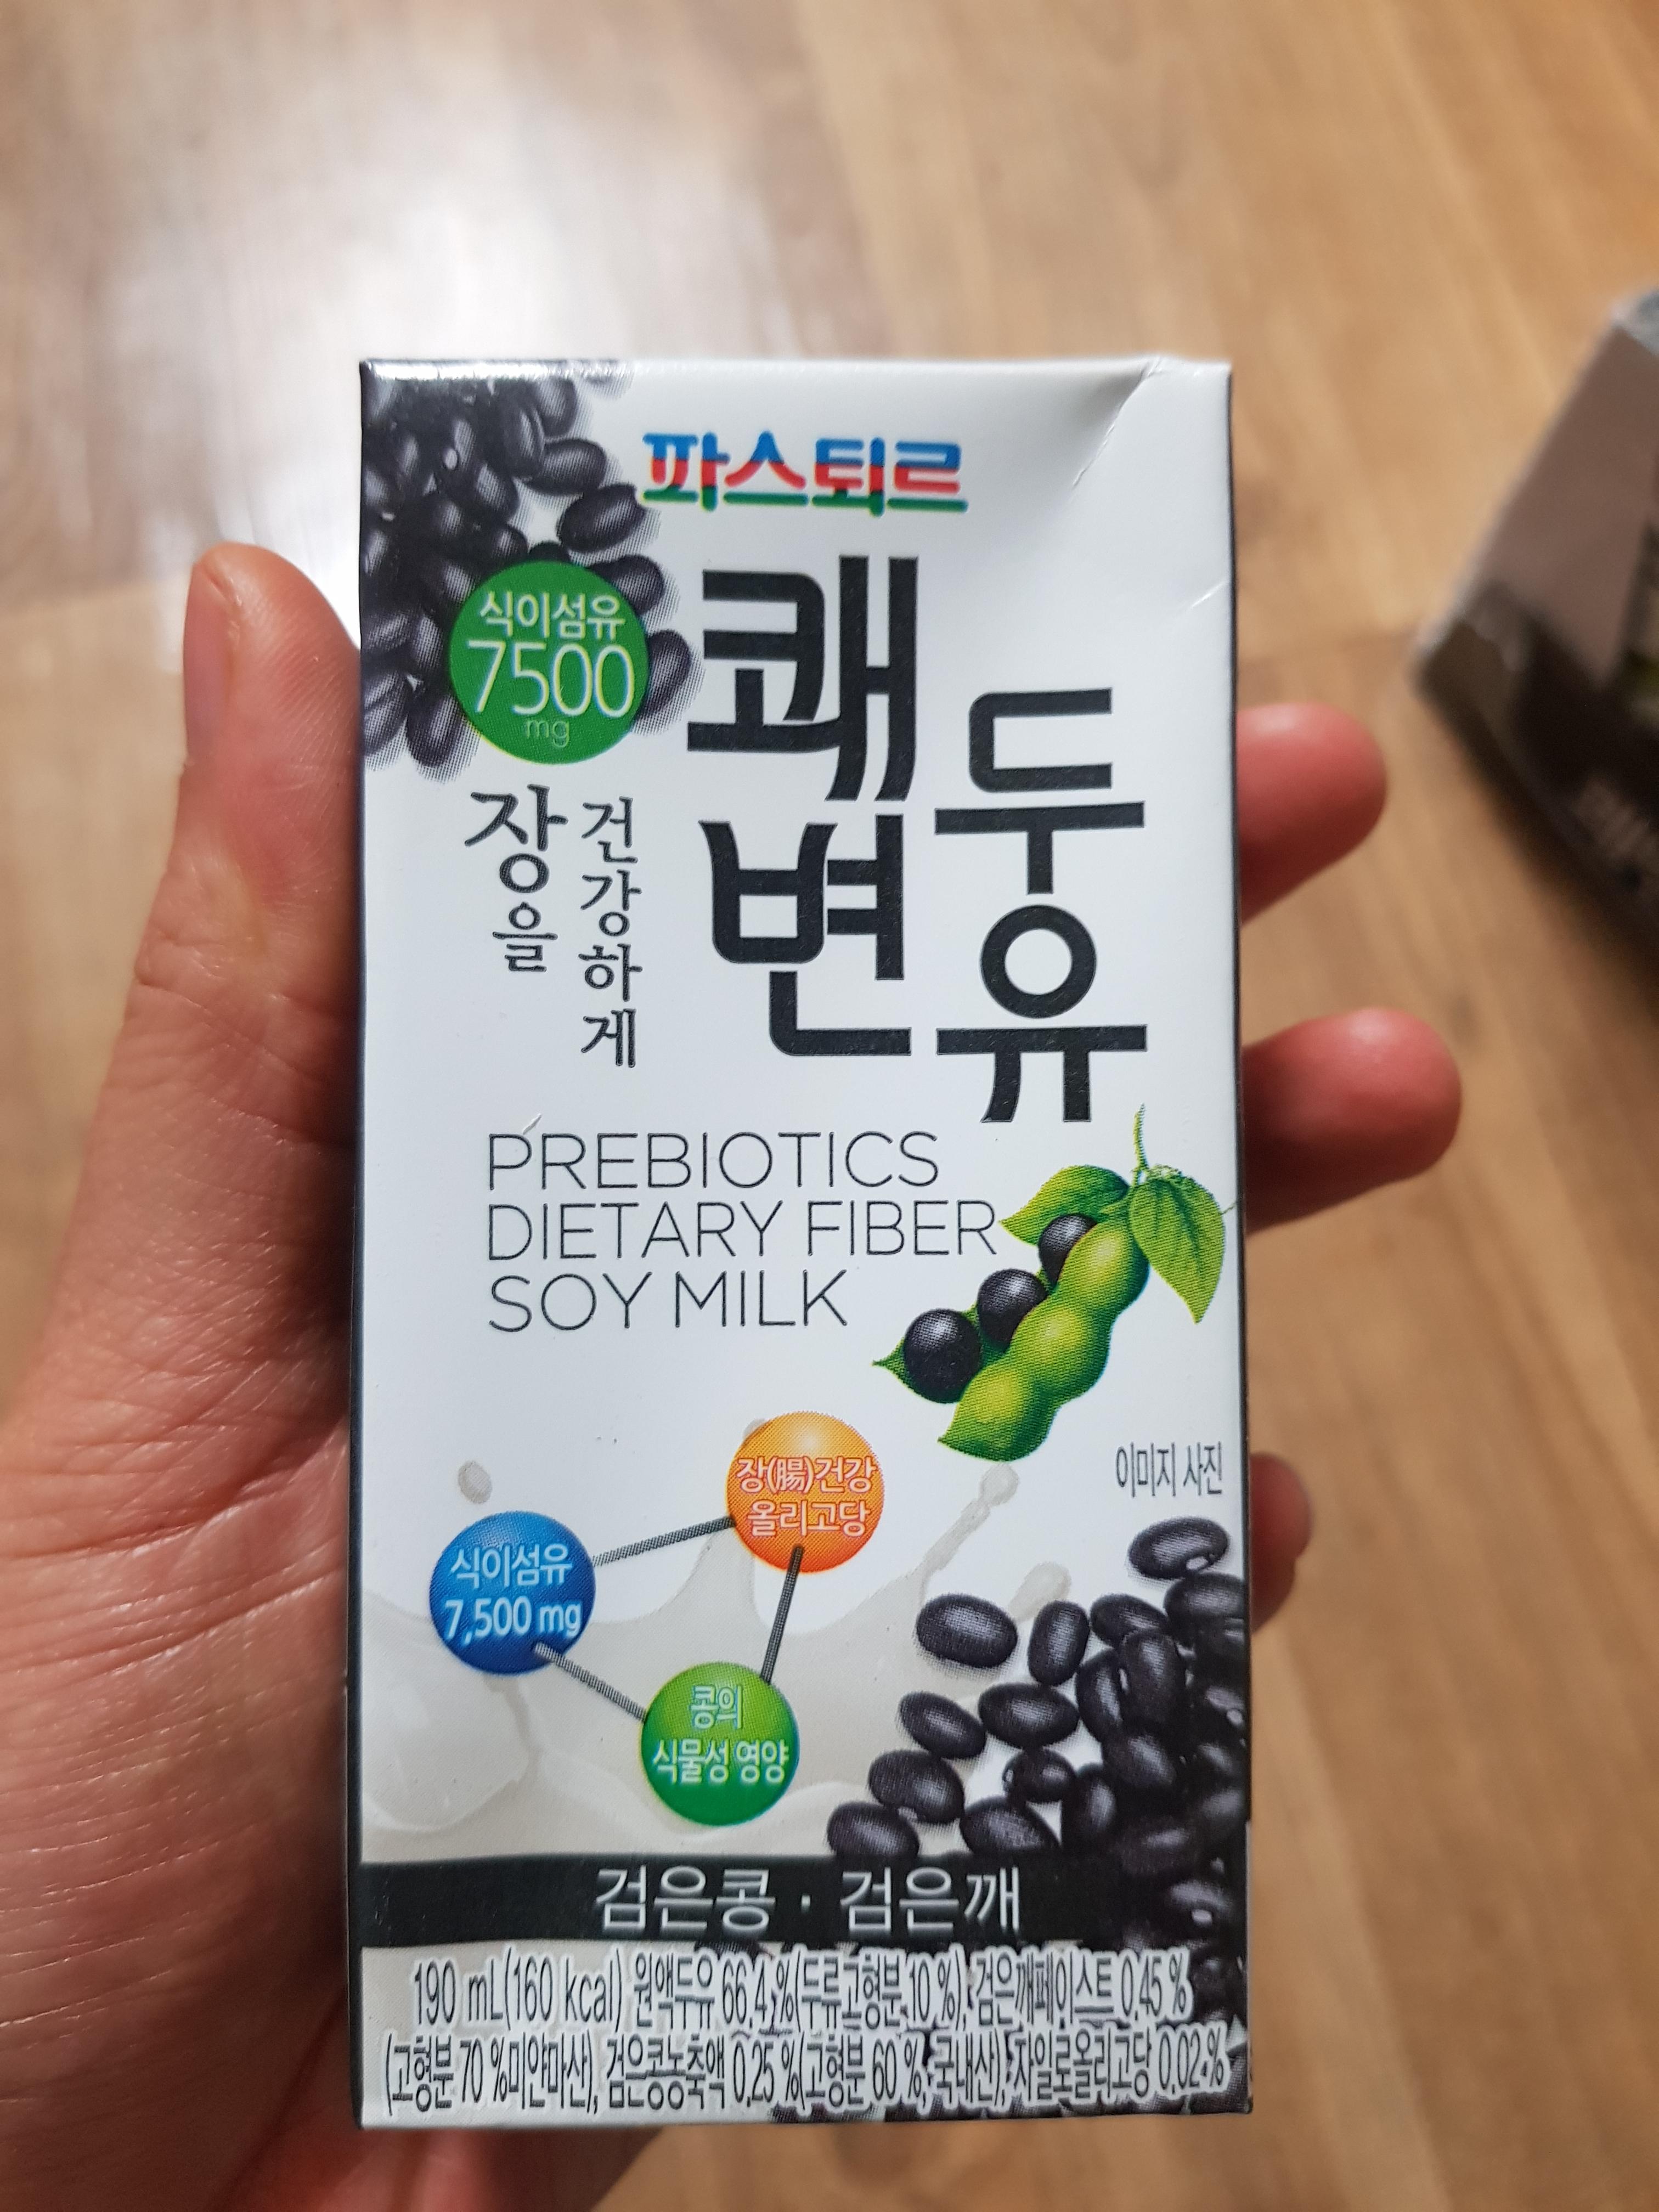 파스퇴르
식이섬유
7500
mg
쾌변
두유
장을
건강하게
PREBIOTICS
DIETARY FIBER
SOY MILK
이미지 사진
장(腸)건강
올리고당
식이섬유
7,500 mg
콩의
식물성 영양
검은콩 · 검은깨
190 mL(160 kcal) 원액두유 66.4 %(두류고형분 10 %), 검은깨페이스트 0.45 %
(고형분 70 %미얀마산), 검은콩농축액 0.25 %(고형분 60 %, 국내산), 자일로올리고당 0.02 %